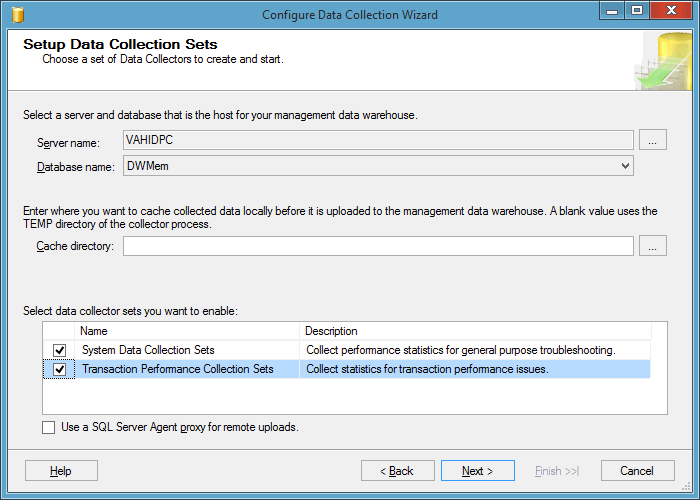 Configure Data Collection Wizard
Setup Data Collection Sets
Choose a set of Data Collectors to create and start.
Select a server and database that is the host for your management data warehouse.
Server name: VAHIDPC ...
Database name: DWMem
Enter where you want to cache collected data locally before it is uploaded to the management data warehouse. A blank value uses the
TEMP directory of the collector process.
Cache directory: ...
Select data collector sets you want to enable:
Name Description
System Data Collection Sets Collect performance statistics for general purpose troubleshooting.
Transaction Performance Collection Sets Collect statistics for transaction performance issues.
Use a SQL Server Agent proxy for remote uploads.
Help < Back Next > Finish >>| Cancel